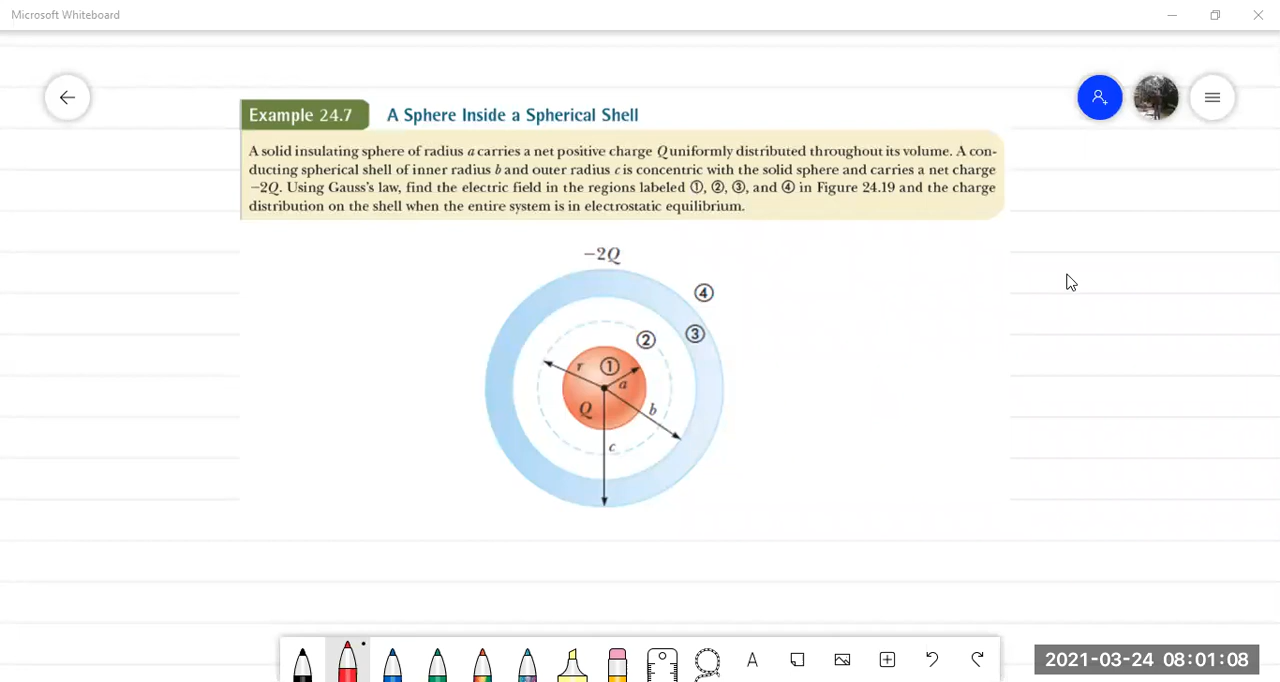 Microsoft Whiteboard
Example 24.7 A Sphere Inside a Spherical Shell
A solid insulating sphere of radius a carries a net positive charge Q uniformly distributed throughout its volume. A con-
ducting spherical shell of inner radius b and outer radius c is concentric with the solid sphere and carries a net charge
−2Q. Using Gauss's law, find the electric field in the regions labeled ①, ②, ③, and ④ in Figure 24.19 and the charge
distribution on the shell when the entire system is in electrostatic equilibrium.
−2Q
④
③
②
①
r
a
Q
b
c
A
2021-03-24 08:01:08